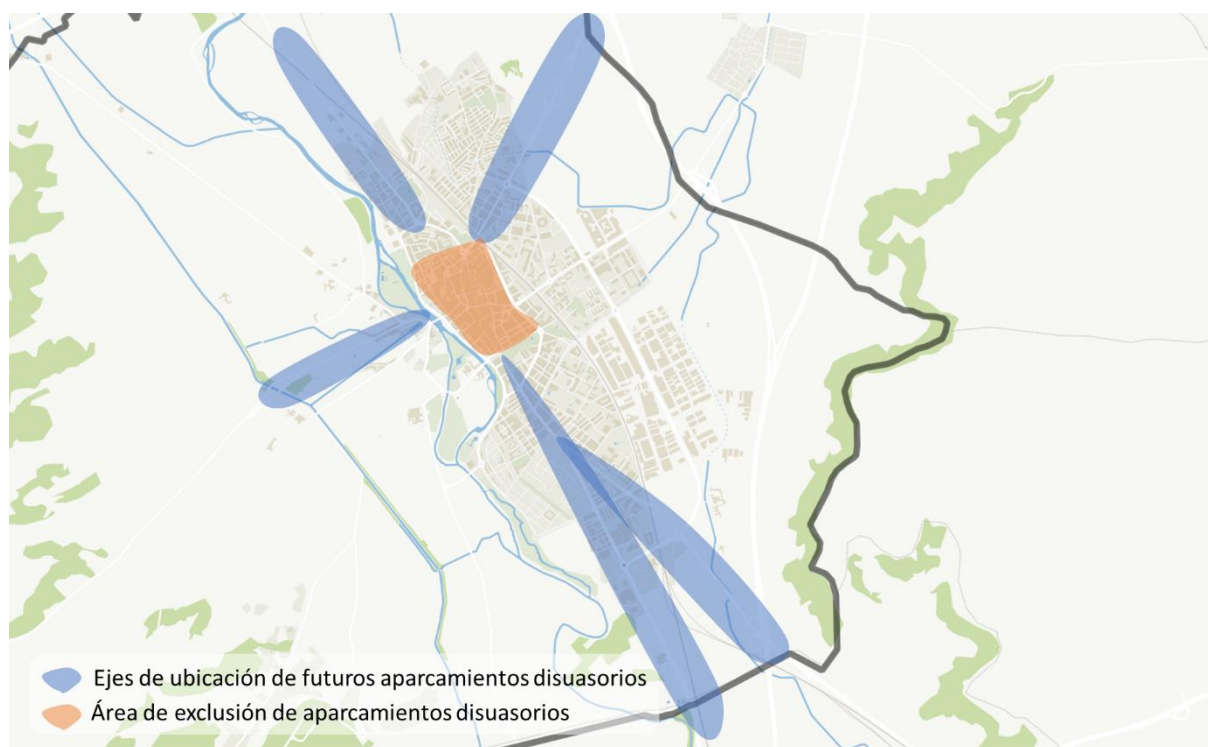 Ejes de ubicación de futuros aparcamientos disuasorios
Área de exclusión de aparcamientos disuasorios